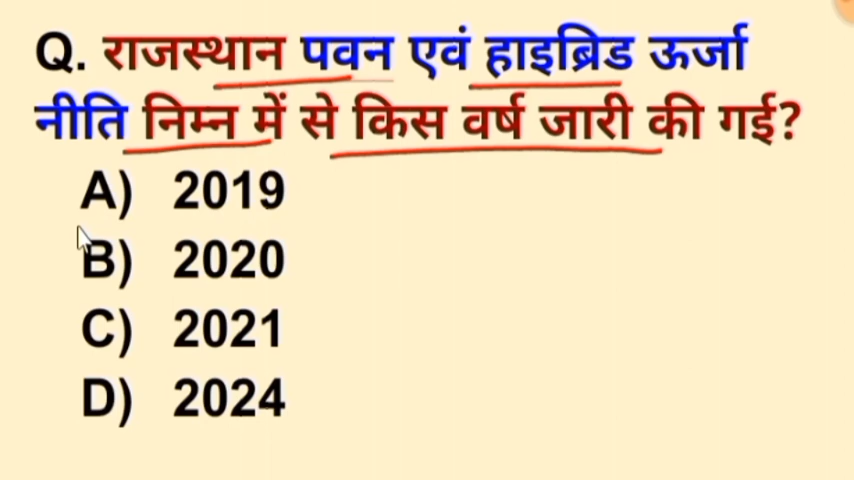 Q. राजस्थान पवन एवं हाइब्रिड ऊर्जा
नीति निम्न में से किस वर्ष जारी की गई?
A) 2019
B) 2020
C) 2021
D) 2024